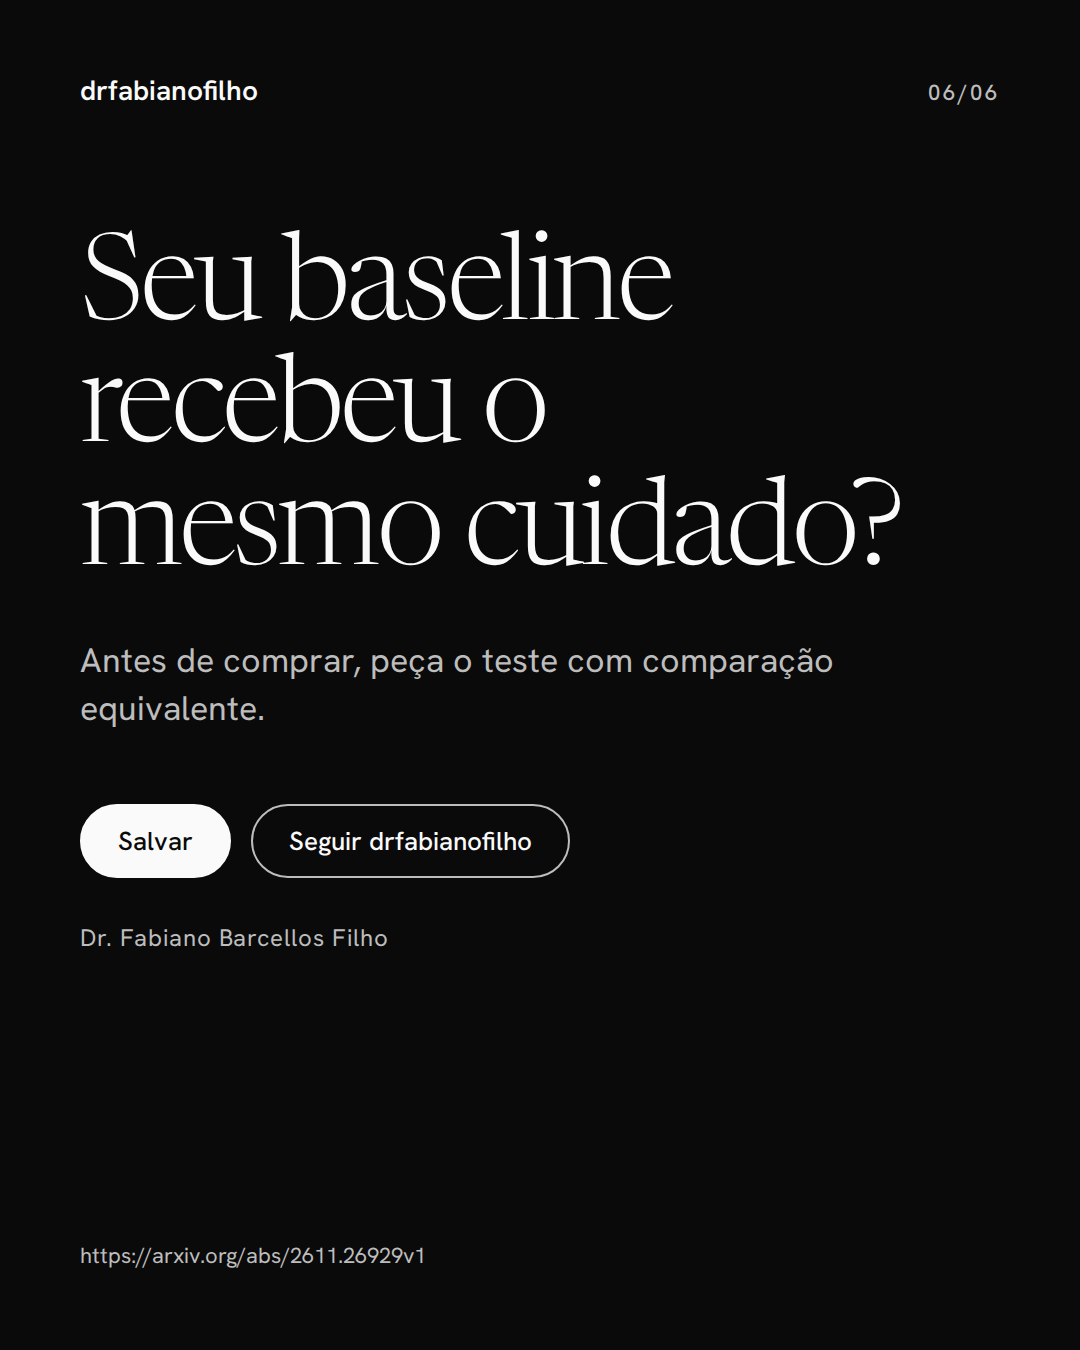 drfabianofilho
06/06
Seu baseline
recebeu o
mesmo cuidado?
Antes de comprar, peça o teste com comparação
equivalente.
Salvar
Seguir drfabianofilho
Dr. Fabiano Barcellos Filho
https://arxiv.org/abs/2611.26929v1